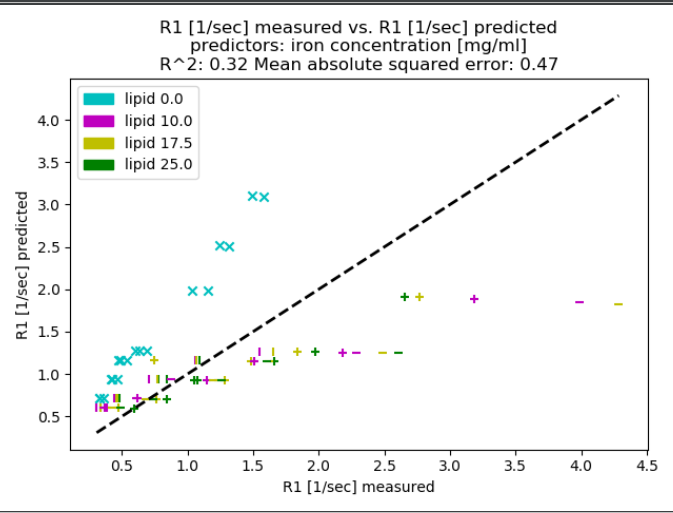 R1 [1/sec] measured vs. R1 [1/sec] predicted
predictors: iron concentration [mg/ml]
R^2: 0.32 Mean absolute squared error: 0.47
lipid 0.0
lipid 10.0
lipid 17.5
lipid 25.0
R1 [1/sec] predicted
4.0
3.5
3.0
2.5
2.0
1.5
1.0
0.5
0.5 1.0 1.5 2.0 2.5 3.0 3.5 4.0 4.5
R1 [1/sec] measured